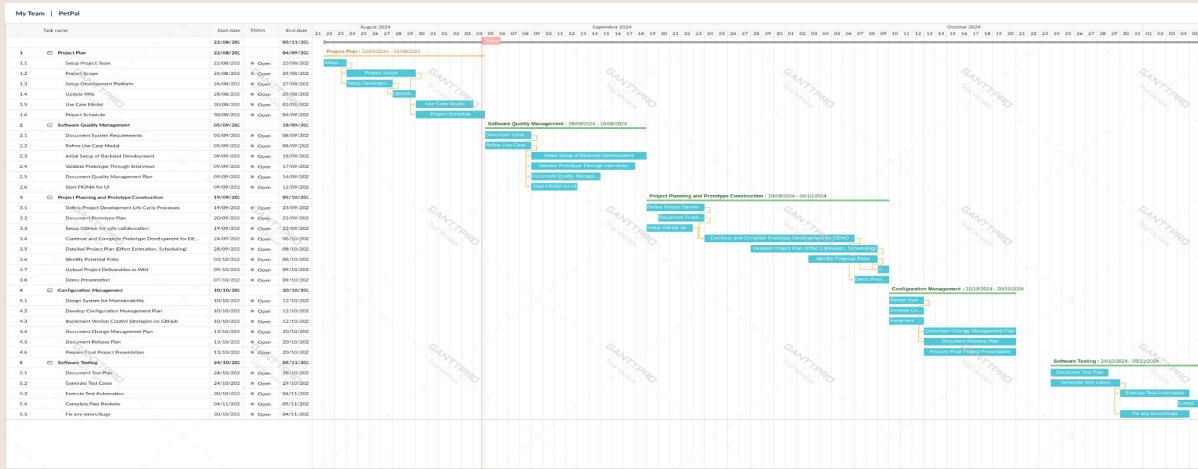 My Team | PetPal
Task name Start date Status End date
August 2024 September 2024 October 2024
21 22 23 24 25 26 27 28 29 30 31 01 02 03 04 05 06 07 08 09 10 11 12 13 14 15 16 17 18 19 20 21 22 23 24 25 26 27 28 29 30 01 02 03 04 05 06 07 08 09 10 11 12 13 14 15 16 17 18 19 20 21 22 23 24 25 26 27 28 29 30 31 01 02 03 04 05
22/08/202 05/11/202
1 Project Plan 22/08/202 04/09/202 Project Plan : 22/08/2024 - 04/09/2024
1.1 Setup Project Team 22/08/202 Open 23/08/202 Setup
1.2 Project Scope 24/08/202 Open 29/08/202 Project Scope
1.3 Setup Development Platform 24/08/202 Open 27/08/202 Setup Developm...
1.4 Update Wiki 28/08/202 Open 29/08/202 Update...
1.5 Use Case Model 30/08/202 Open 03/09/202 Use Case Model
1.6 Project Schedule 30/08/202 Open 04/09/202 Project Schedule
2 Software Quality Management 05/09/202 18/09/202 Software Quality Management : 05/09/2024 - 18/09/2024
2.1 Document System Requirements 05/09/202 Open 08/09/202 Document Syste...
2.2 Refine Use Case Model 05/09/202 Open 08/09/202 Refine Use Case...
2.3 Initial Setup of Backend Development 09/09/202 Open 18/09/202 Initial Setup of Backend Development
2.4 Validate Prototype Through Interviews 09/09/202 Open 17/09/202 Validate Prototype Through Interviews
2.5 Document Quality Management Plan 09/09/202 Open 14/09/202 Document Quality Manage...
2.6 Start FIGMA for UI 09/09/202 Open 12/09/202 Start FIGMA for UI
3 Project Planning and Prototype Construction 19/09/202 09/10/202 Project Planning and Prototype Construction : 19/09/2024 - 09/10/2024
3.1 Define Project Development Life Cycle Processes 19/09/202 Open 23/09/202 Define Project Develo...
3.2 Document Prototype Plan 20/09/202 Open 23/09/202 Document Protot...
3.3 Setup GitHub for safe collaboration 19/09/202 Open 22/09/202 Setup GitHub for...
3.4 Continue and Complete Prototype Development for DE... 24/09/202 Open 06/10/202 Continue and Complete Prototype Development for DEMO
3.5 Detailed Project Plan (Effort Estimation, Scheduling) 28/09/202 Open 08/10/202 Detailed Project Plan (Effort Estimation, Scheduling)
3.6 Identify Potential Risks 03/10/202 Open 08/10/202 Identify Potential Risks
3.7 Upload Project Deliverables to Wiki 09/10/202 Open 09/10/202
3.8 Demo Presentation 07/10/202 Open 09/10/202 Demo Pres...
4 Configuration Management 10/10/202 20/10/202 Configuration Management : 10/10/2024 - 20/10/2024
4.1 Design System for Maintainability 10/10/202 Open 12/10/202 Design Syst...
4.2 Develop Configuration Management Plan 10/10/202 Open 12/10/202 Develop Co...
4.3 Implement Version Control Strategies on GitHub 10/10/202 Open 12/10/202 Implement
4.4 Document Change Management Plan 13/10/202 Open 20/10/202 Document Change Management Plan
4.5 Document Release Plan 13/10/202 Open 20/10/202 Document Release Plan
4.6 Prepare Final Project Presentation 13/10/202 Open 20/10/202 Prepare Final Project Presentation
5 Software Testing 24/10/202 05/11/202 Software Testing : 24/10/2024 - 05/11/2024
5.1 Document Test Plan 24/10/202 Open 28/10/202 Document Test Plan
5.2 Generate Test Cases 24/10/202 Open 29/10/202 Generate Test Cases
5.3 Execute Test Automation 30/10/202 Open 04/11/202 Execute Test Automation
5.4 Complete Peer Reviews 04/11/202 Open 05/11/202 Compl...
5.5 Fix any errors/bugs 30/10/202 Open 04/11/202 Fix any errors/bugs
GANTTPRO